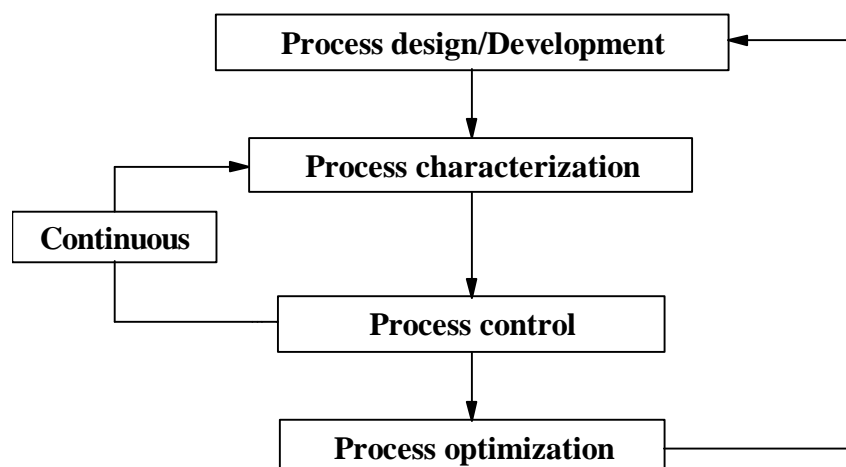 Process design/Development
Process characterization
Continuous
Process control
Process optimization